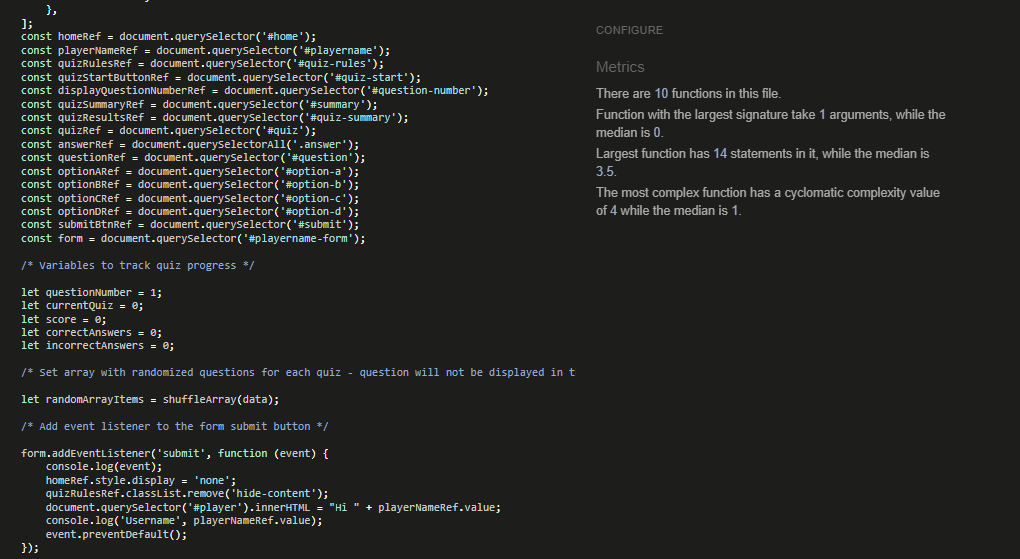 },
];
const homeRef = document.querySelector('#home');
const playerNameRef = document.querySelector('#playername');
const quizRulesRef = document.querySelector('#quiz-rules');
const quizStartButtonRef = document.querySelector('#quiz-start');
const displayQuestionNumberRef = document.querySelector('#question-number');
const quizSummaryRef = document.querySelector('#summary');
const quizResultsRef = document.querySelector('#quiz-summary');
const quizRef = document.querySelector('#quiz');
const answerRef = document.querySelectorAll('.answer');
const questionRef = document.querySelector('#question');
const optionARef = document.querySelector('#option-a');
const optionBRef = document.querySelector('#option-b');
const optionCRef = document.querySelector('#option-c');
const optionDRef = document.querySelector('#option-d');
const submitBtnRef = document.querySelector('#submit');
const form = document.querySelector('#playername-form');

/* Variables to track quiz progress */

let questionNumber = 1;
let currentQuiz = 0;
let score = 0;
let correctAnswers = 0;
let incorrectAnswers = 0;

/* Set array with randomized questions for each quiz - question will not be displayed in t

let randomArrayItems = shuffleArray(data);

/* Add event listener to the form submit button */

form.addEventListener('submit', function (event) {
    console.log(event);
    homeRef.style.display = 'none';
    quizRulesRef.classList.remove('hide-content');
    document.querySelector('#player').innerHTML = "Hi " + playerNameRef.value;
    console.log('Username', playerNameRef.value);
    event.preventDefault();
});
CONFIGURE
Metrics
There are 10 functions in this file.
Function with the largest signature take 1 arguments, while the
median is 0.
Largest function has 14 statements in it, while the median is
3.5.
The most complex function has a cyclomatic complexity value
of 4 while the median is 1.